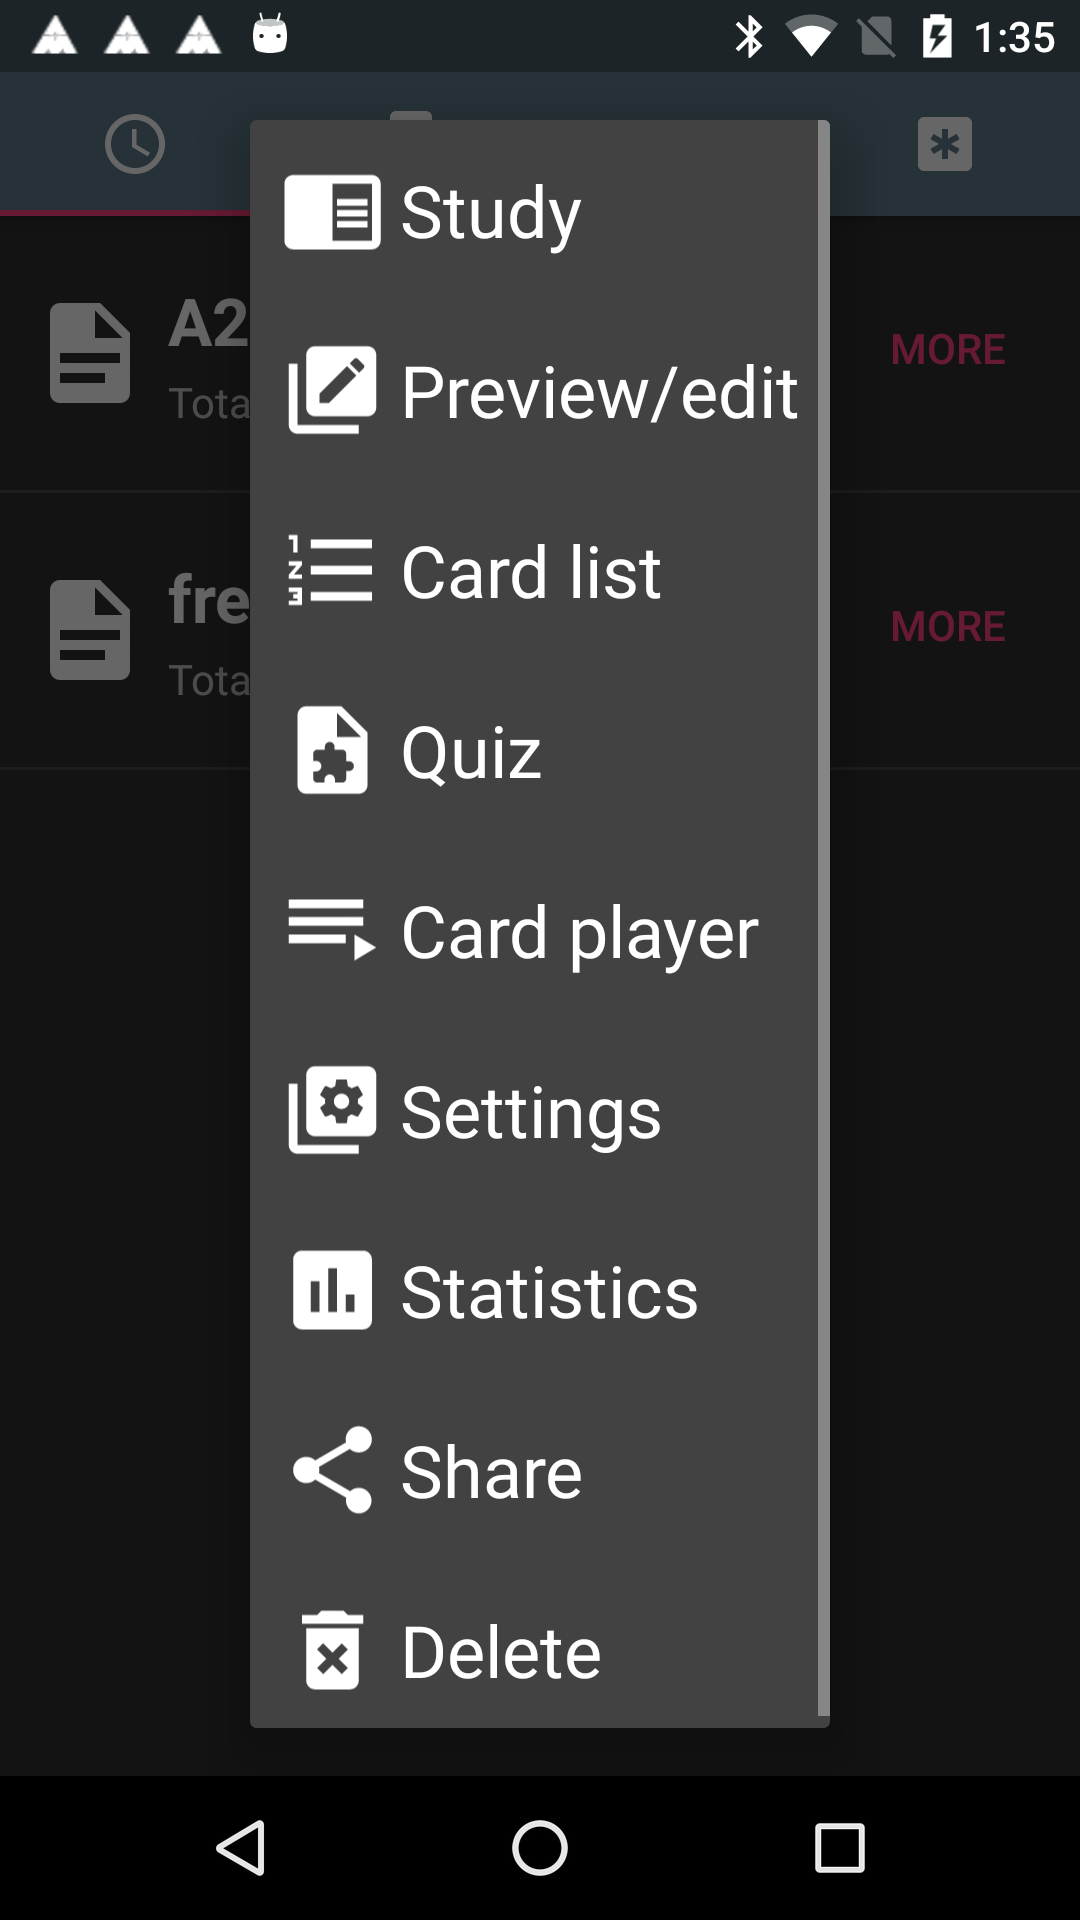 1:35
Study
A2
MORE
Tota
Preview/edit
Card list
fre
MORE
Tota
Quiz
Card player
Settings
Statistics
Share
Delete